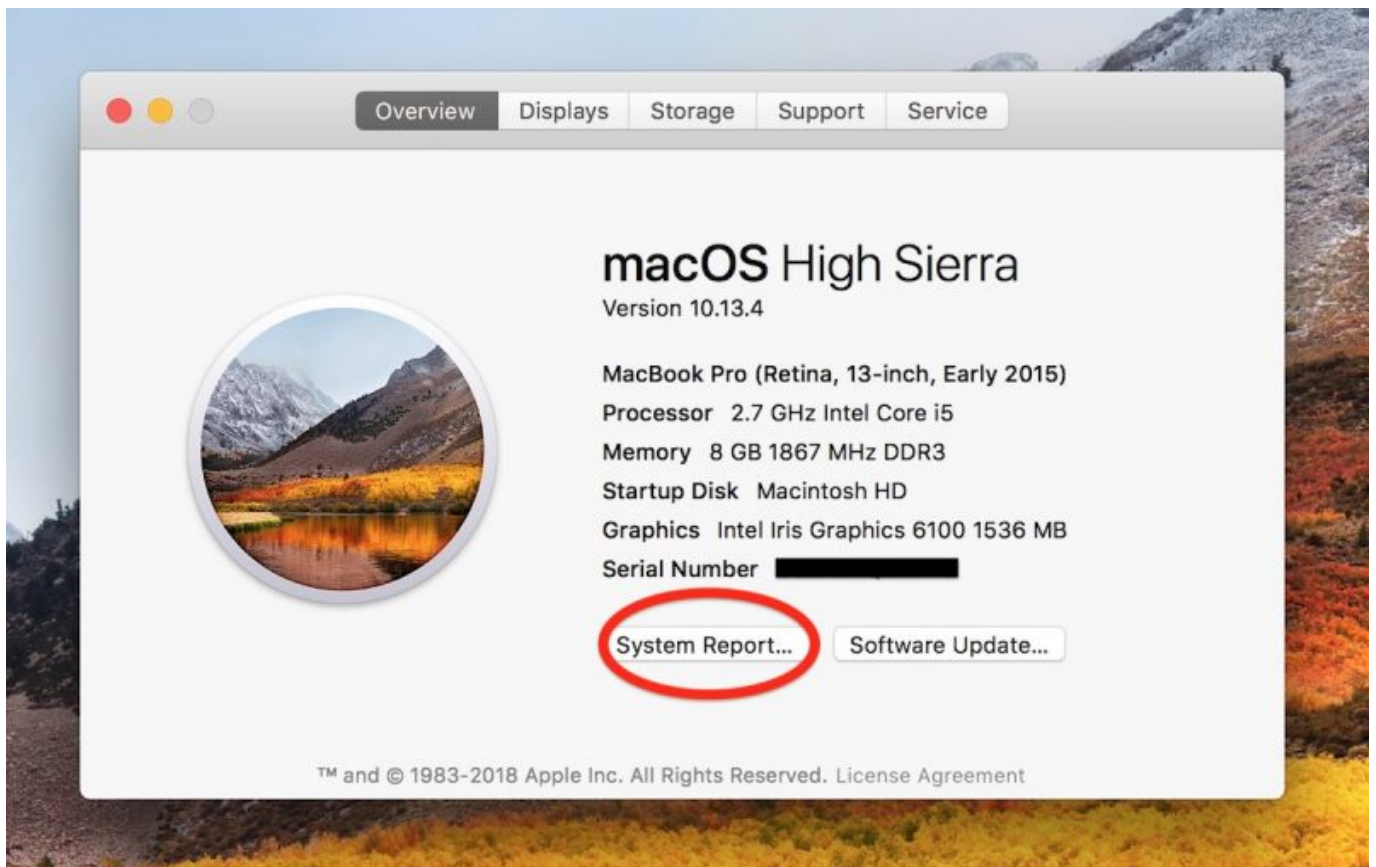 Overview Displays Storage Support Service
macOS High Sierra
Version 10.13.4
MacBook Pro (Retina, 13-inch, Early 2015)
Processor 2.7 GHz Intel Core i5
Memory 8 GB 1867 MHz DDR3
Startup Disk Macintosh HD
Graphics Intel Iris Graphics 6100 1536 MB
Serial Number
System Report... Software Update...
™ and © 1983-2018 Apple Inc. All Rights Reserved. License Agreement